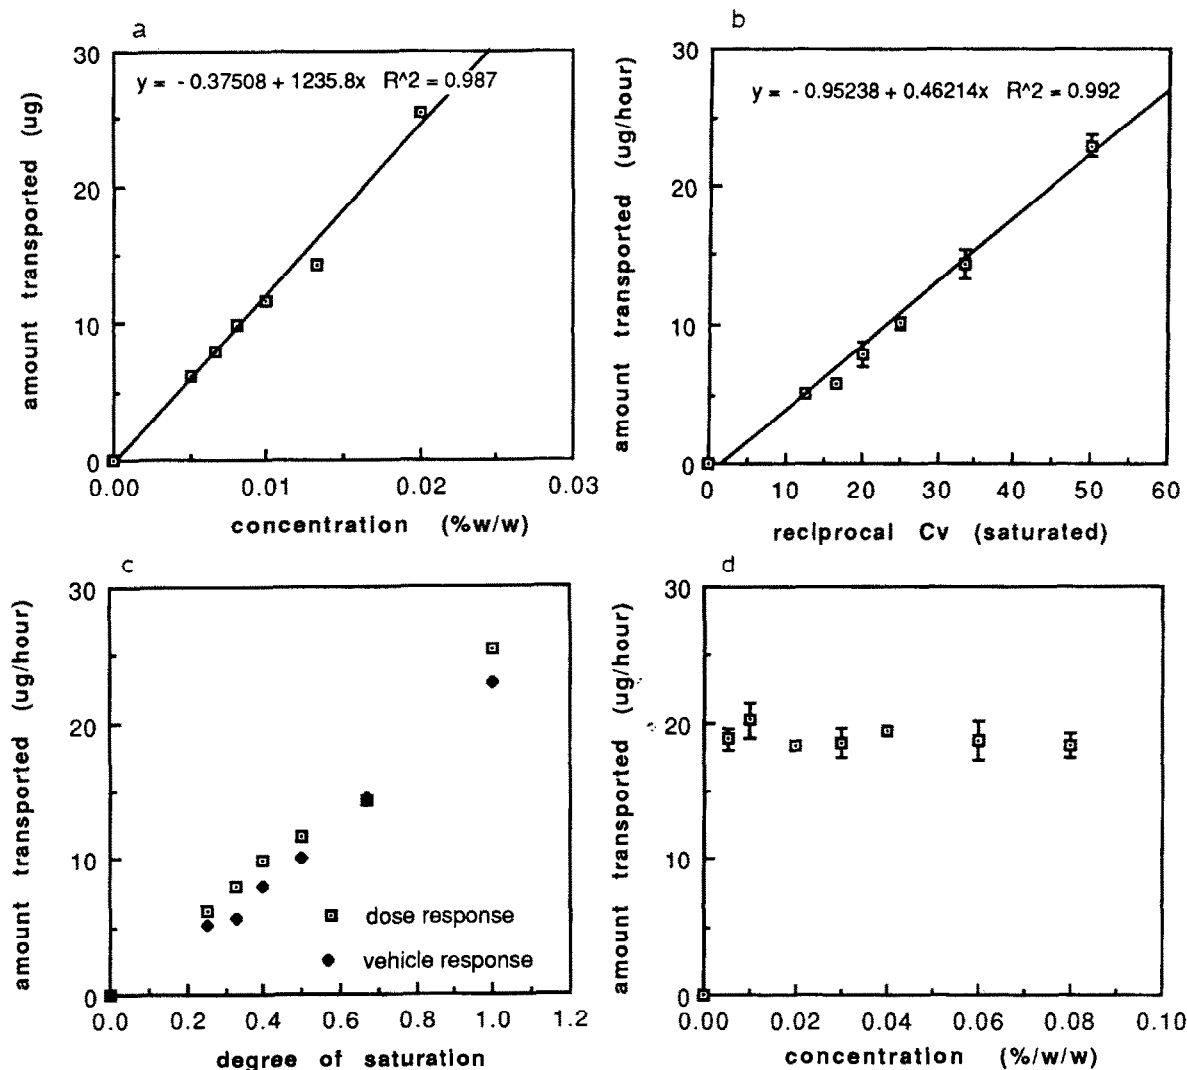 a
y = - 0.37508 + 1235.8x R^2 = 0.987
amount transported (ug)
30
20
10
0
0.00 0.01 0.02 0.03
concentration (%w/w)
b
y = - 0.95238 + 0.46214x R^2 = 0.992
amount transported (ug/hour)
30
20
10
0
0 10 20 30 40 50 60
reciprocal Cv (saturated)
c
amount transported (ug/hour)
30
20
10
0
dose response
vehicle response
0.0 0.2 0.4 0.6 0.8 1.0 1.2
degree of saturation
d
amount transported (ug/hour)
30
20
10
0
0.00 0.02 0.04 0.06 0.08 0.10
concentration (%/w/w)